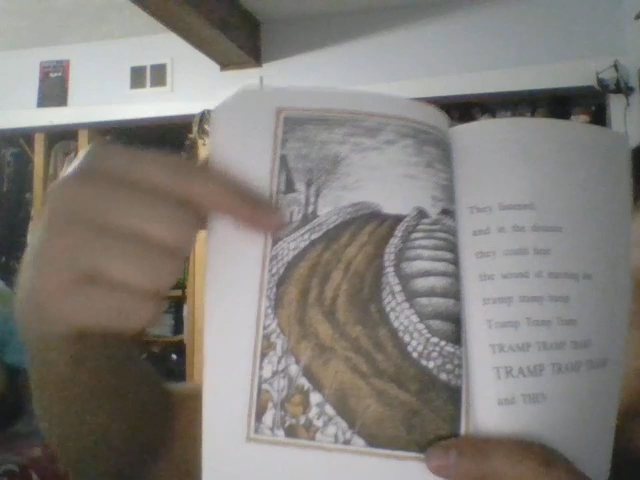 They listened,
and in the distance
they could hear
the sound of marching feet
tramp tramp tramp
Tramp Tramp Tramp
TRAMP TRAMP TRAMP
TRAMP TRAMP TRAMP
and THEN